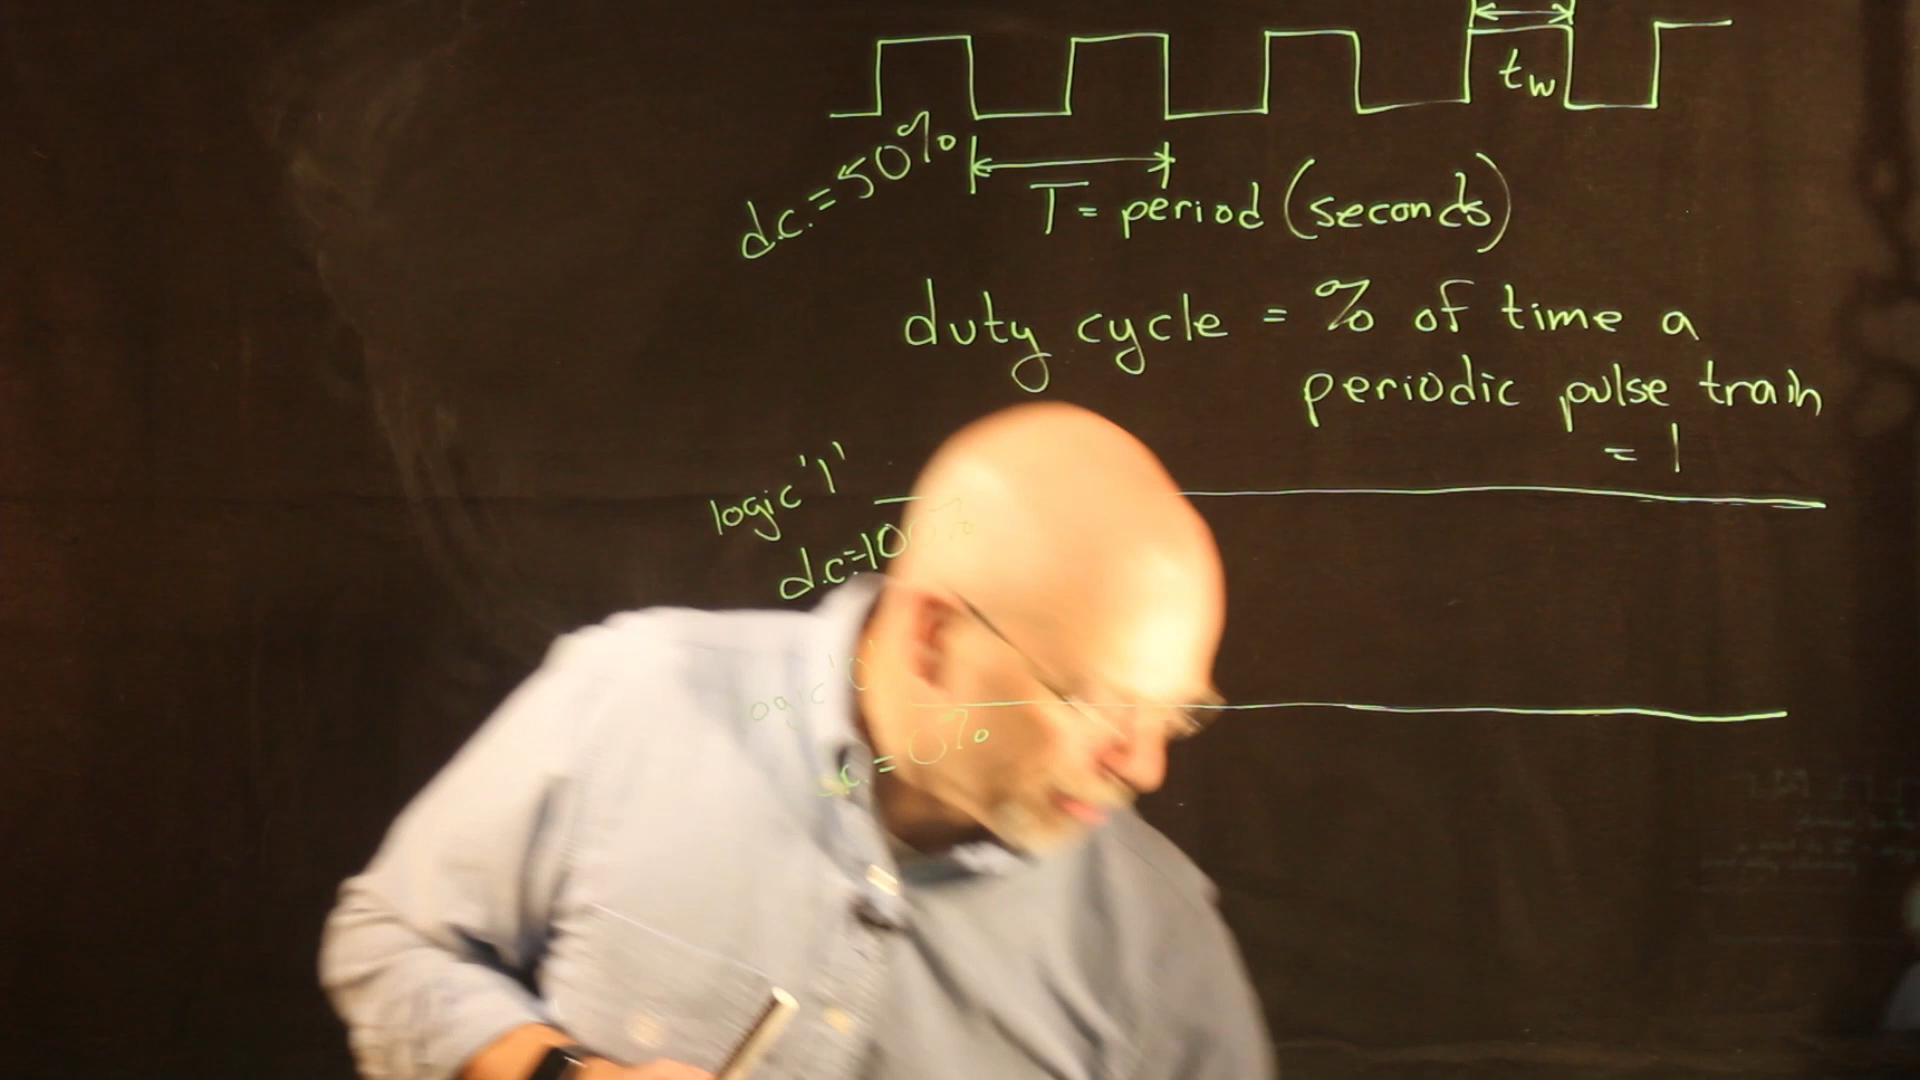 tw
d.c. = 50%
T = period (seconds)
duty cycle = % of time a
periodic pulse train
= 1
logic '1'
d.c = 100%
logic '0'
d.c. = 0%